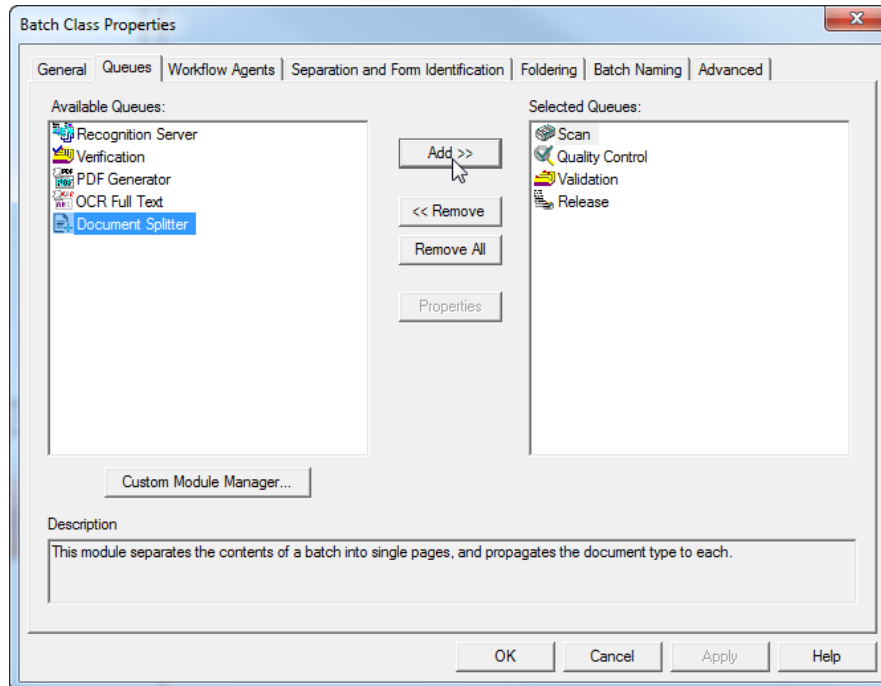 Batch Class Properties
General Queues Workflow Agents Separation and Form Identification Foldering Batch Naming Advanced
Available Queues:
Recognition Server
Verification
PDF Generator
OCR Full Text
Document Splitter
Add >>
<< Remove
Remove All
Properties
Selected Queues:
Scan
Quality Control
Validation
Release
Custom Module Manager...
Description
This module separates the contents of a batch into single pages, and propagates the document type to each.
OK Cancel Apply Help